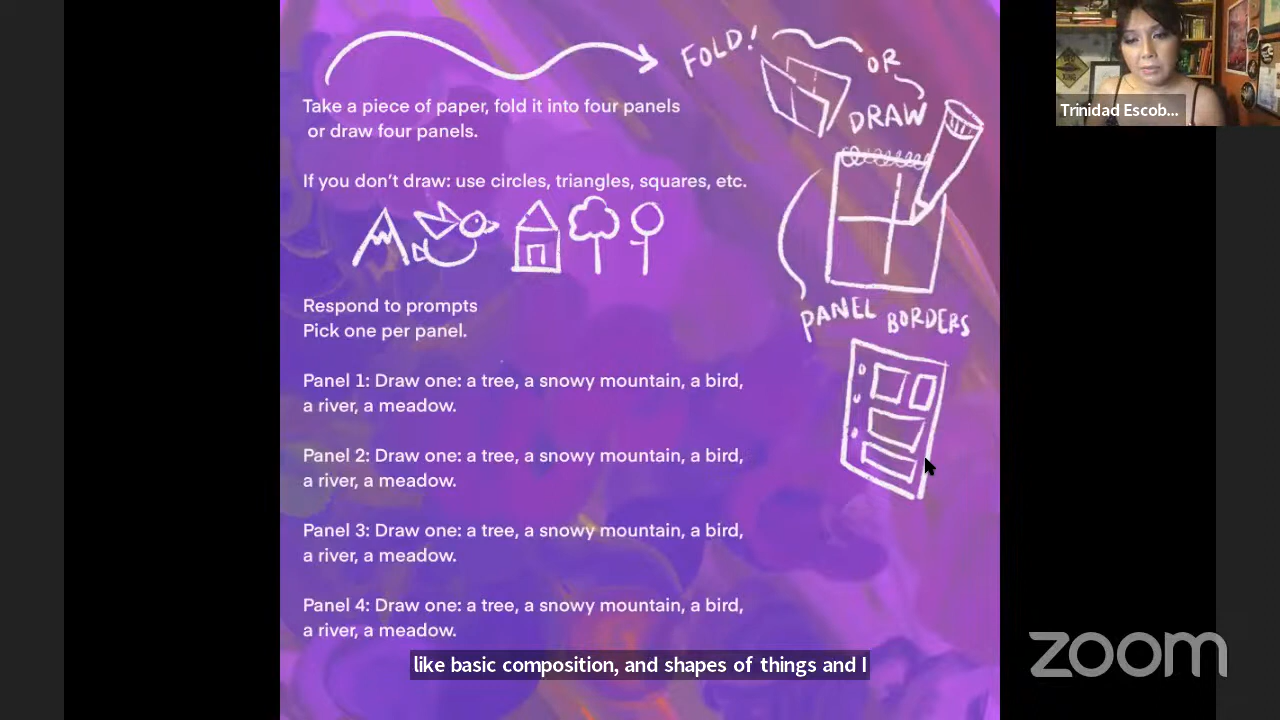 FOLD!
OR
DRAW
Take a piece of paper, fold it into four panels
or draw four panels.
If you don't draw: use circles, triangles, squares, etc.
PANEL BORDERS
Respond to prompts
Pick one per panel.
Panel 1: Draw one: a tree, a snowy mountain, a bird,
a river, a meadow.
Panel 2: Draw one: a tree, a snowy mountain, a bird,
a river, a meadow.
Panel 3: Draw one: a tree, a snowy mountain, a bird,
a river, a meadow.
Panel 4: Draw one: a tree, a snowy mountain, a bird,
a river, a meadow.
like basic composition, and shapes of things and I
Trinidad Escob...
zoom